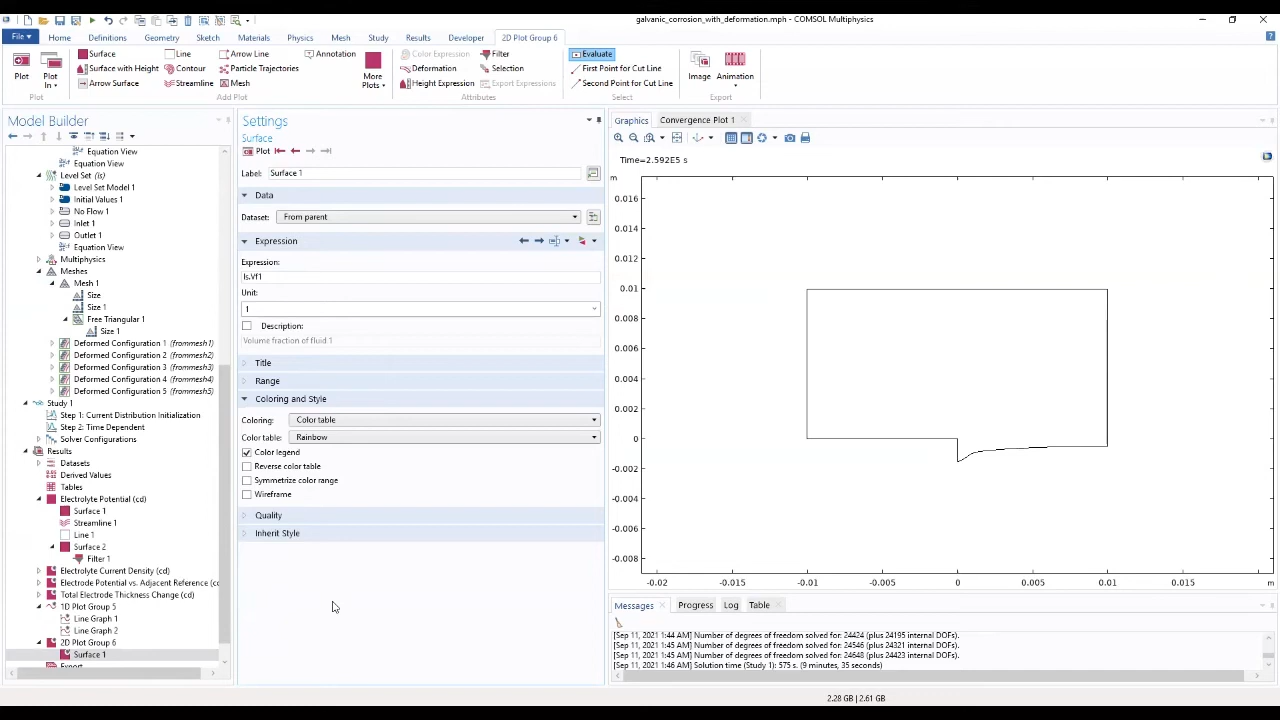 galvanic_corrosion_with_deformation.mph - COMSOL Multiphysics
File Home Definitions Geometry Sketch Materials Physics Mesh Study Results Developer 2D Plot Group 6
Plot
Plot In
Surface Line Arrow Line Annotation
Surface with Height Contour Particle Trajectories
Arrow Surface Streamline Mesh
More Plots
Color Expression Filter
Deformation Selection
Height Expression Export Expressions
Evaluate
First Point for Cut Line
Second Point for Cut Line
Image Animation
Plot Add Plot Attributes Select Export
Model Builder
Equation View
Equation View
Level Set (ls)
Level Set Model 1
Initial Values 1
No Flow 1
Inlet 1
Outlet 1
Equation View
Multiphysics
Meshes
Mesh 1
Size
Size 1
Free Triangular 1
Size 1
Deformed Configuration 1 (frommesh1)
Deformed Configuration 2 (frommesh2)
Deformed Configuration 3 (frommesh3)
Deformed Configuration 4 (frommesh4)
Deformed Configuration 5 (frommesh5)
Study 1
Step 1: Current Distribution Initialization
Step 2: Time Dependent
Solver Configurations
Results
Datasets
Derived Values
Tables
Electrolyte Potential (cd)
Surface 1
Streamline 1
Line 1
Surface 2
Filter 1
Electrolyte Current Density (cd)
Electrode Potential vs. Adjacent Reference (cd
Total Electrode Thickness Change (cd)
1D Plot Group 5
Line Graph 1
Line Graph 2
2D Plot Group 6
Surface 1
Export
Settings
Surface
Plot
Label: Surface 1
Data
Dataset: From parent
Expression
Expression:
ls.Vf1
Unit:
1
Description:
Volume fraction of fluid 1
Title
Range
Coloring and Style
Coloring: Color table
Color table: Rainbow
Color legend
Reverse color table
Symmetrize color range
Wireframe
Quality
Inherit Style
Graphics Convergence Plot 1
Time=2.592E5 s
m
0.016
0.014
0.012
0.01
0.008
0.006
0.004
0.002
0
-0.002
-0.004
-0.006
-0.008
-0.02 -0.015 -0.01 -0.005 0 0.005 0.01 0.015 m
Messages Progress Log Table
[Sep 11, 2021 1:44 AM] Number of degrees of freedom solved for: 24424 (plus 24195 internal DOFs).
[Sep 11, 2021 1:45 AM] Number of degrees of freedom solved for: 24546 (plus 24321 internal DOFs).
[Sep 11, 2021 1:45 AM] Number of degrees of freedom solved for: 24648 (plus 24423 internal DOFs).
[Sep 11, 2021 1:46 AM] Solution time (Study 1): 575 s. (9 minutes, 35 seconds)
2.28 GB | 2.61 GB